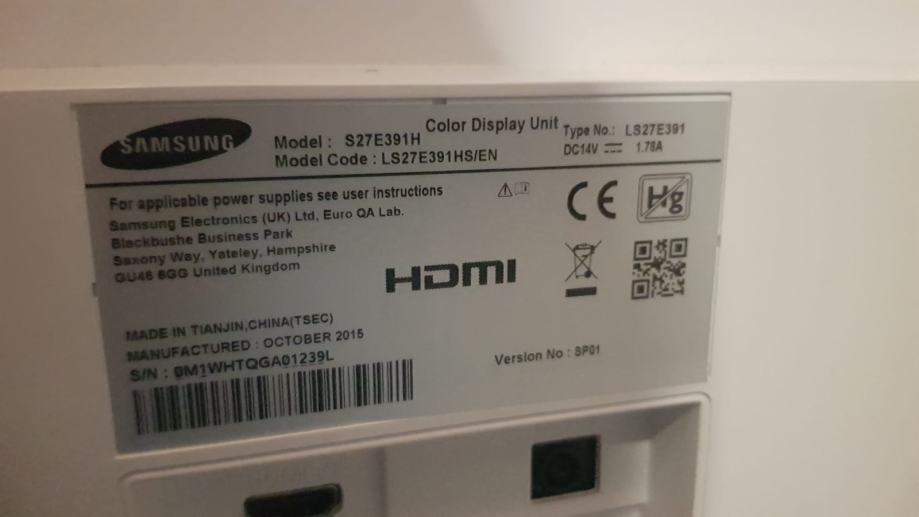 SAMSUNG
Color Display Unit
Model : S27E391H
Model Code : LS27E391HS/EN
Type No.: LS27E391
DC14V ⎓ 1.78A
For applicable power supplies see user instructions
Samsung Electronics (UK) Ltd, Euro QA Lab.
Blackbushe Business Park
Saxony Way, Yateley, Hampshire
GU46 6GG United Kingdom
CE
Hg
HDMI
MADE IN TIANJIN,CHINA(TSEC)
MANUFACTURED : OCTOBER 2015
S/N : 0M1WHTQGA01239L
Version No : SP01